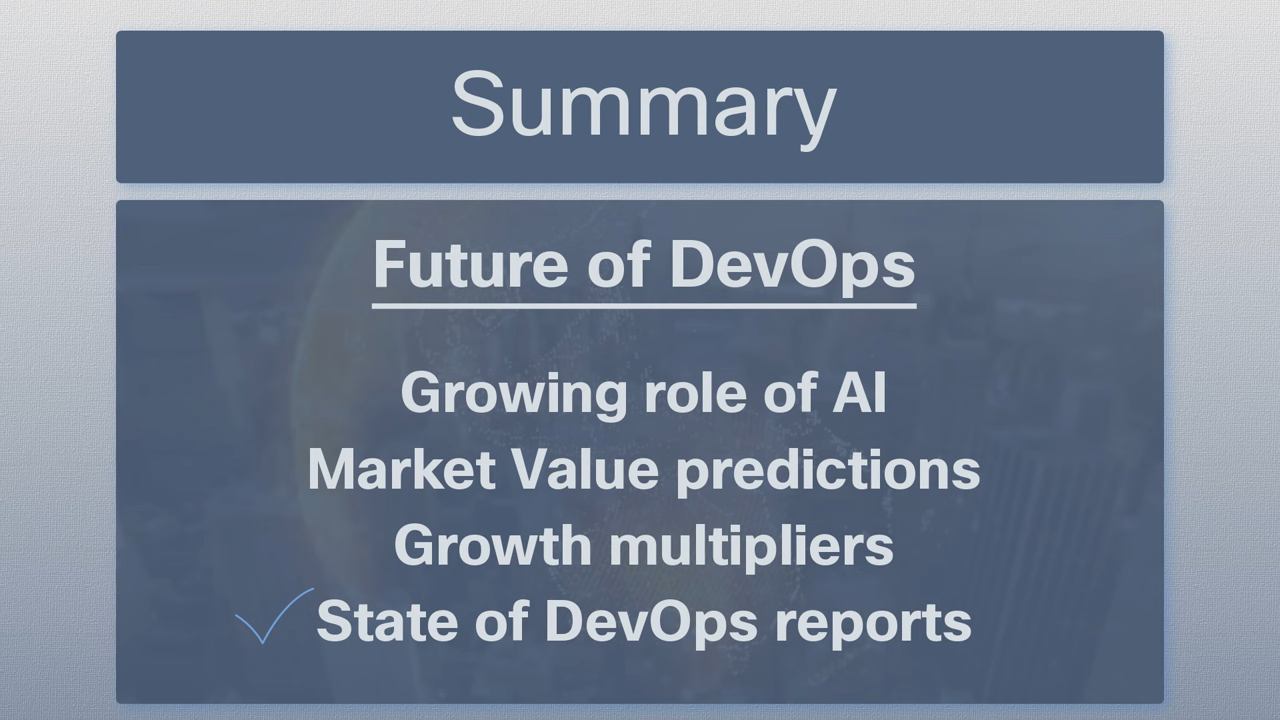 Summary
Future of DevOps
Growing role of AI
Market Value predictions
Growth multipliers
State of DevOps reports